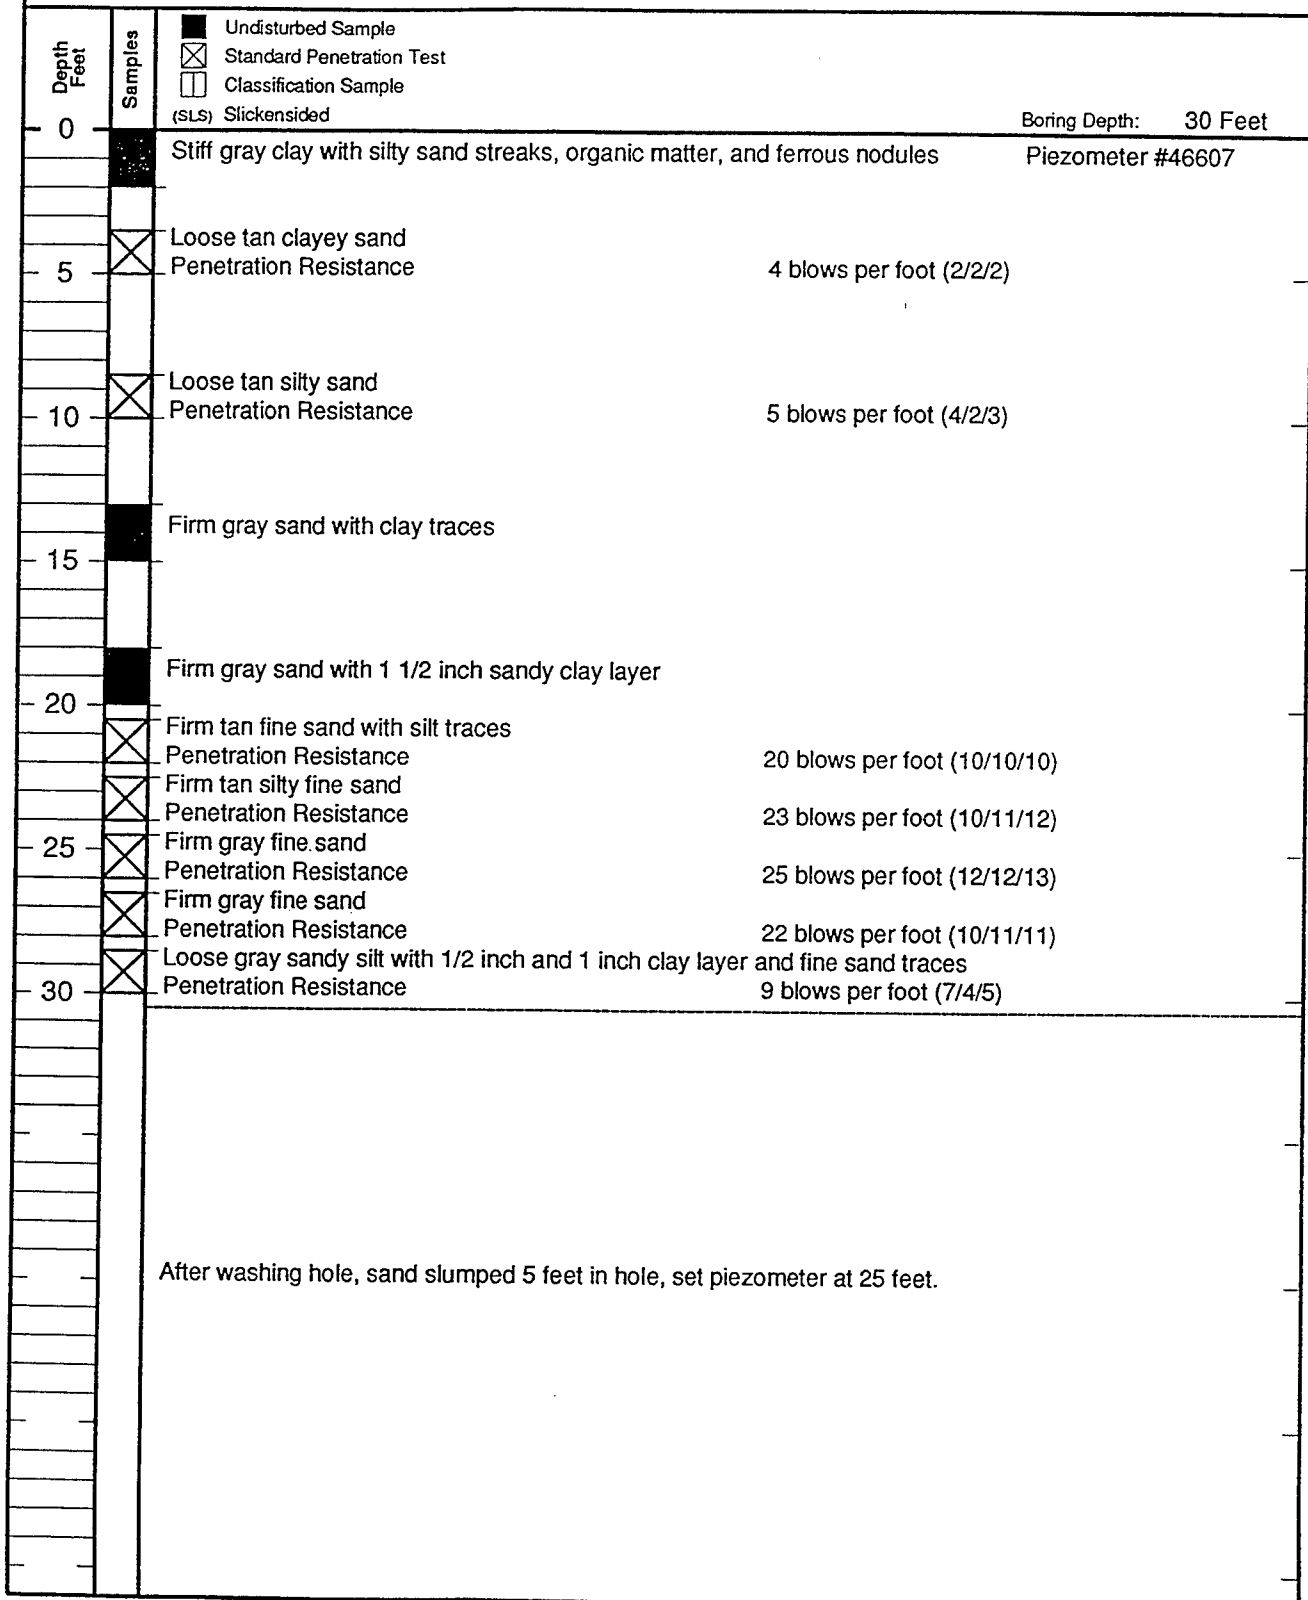 Depth
Feet
Samples
Undisturbed Sample
Standard Penetration Test
Classification Sample
(SLS) Slickensided
Boring Depth: 30 Feet
0
Stiff gray clay with silty sand streaks, organic matter, and ferrous nodules Piezometer #46607
Loose tan clayey sand
5 Penetration Resistance 4 blows per foot (2/2/2)
Loose tan silty sand
10 Penetration Resistance 5 blows per foot (4/2/3)
Firm gray sand with clay traces
15
Firm gray sand with 1 1/2 inch sandy clay layer
20
Firm tan fine sand with silt traces
Penetration Resistance 20 blows per foot (10/10/10)
Firm tan silty fine sand
Penetration Resistance 23 blows per foot (10/11/12)
25 Firm gray fine sand
Penetration Resistance 25 blows per foot (12/12/13)
Firm gray fine sand
Penetration Resistance 22 blows per foot (10/11/11)
Loose gray sandy silt with 1/2 inch and 1 inch clay layer and fine sand traces
30 Penetration Resistance 9 blows per foot (7/4/5)
After washing hole, sand slumped 5 feet in hole, set piezometer at 25 feet.